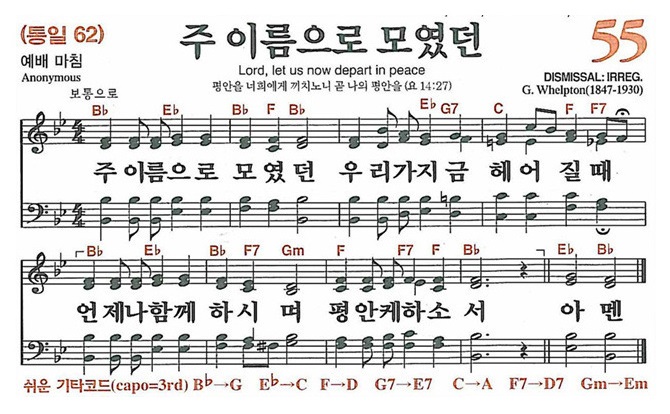 (통일 62) 주 이름으로 모였던 55
예배 마침 Lord, let us now depart in peace DISMISSAL: IRREG.
Anonymous 평안을 너희에게 끼치노니 곧 나의 평안을 (요 14:27) G. Whelpton(1847-1930)
보통으로
B♭ E♭ B♭ F B♭ E♭ G7 C F F7
주 이름으로 모였던 우리가지금 헤어 질때
B♭ E♭ B♭ F7 Gm F F7 F B♭ E♭ B♭
언제나함께 하시며 평안케하소서 아멘
쉬운 기타코드(capo=3rd) B♭→G E♭→C F→D G7→E7 C→A F7→D7 Gm→Em